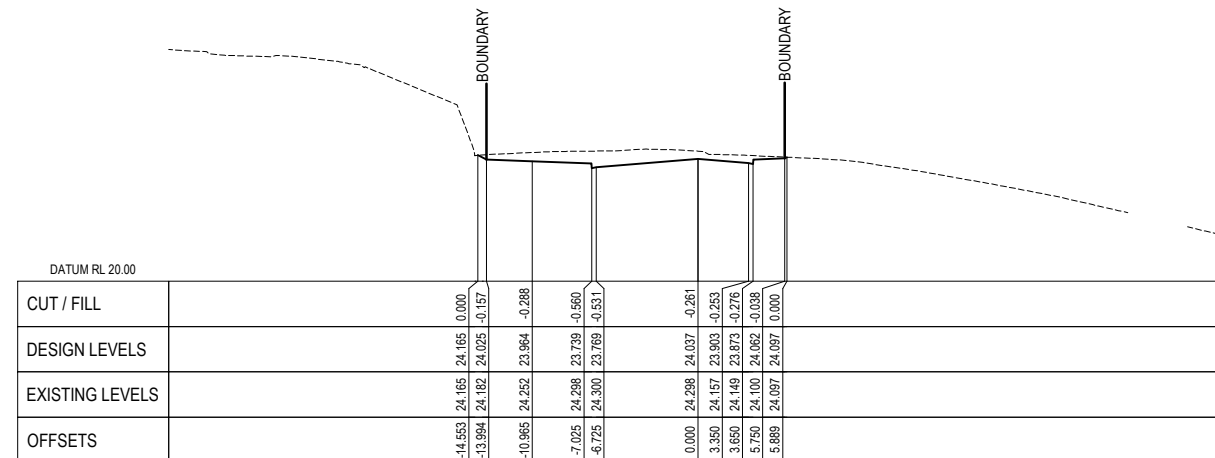 BOUNDARY
BOUNDARY
DATUM RL 20.00
CUT / FILL 0.000 -0.157 -0.288 -0.560 -0.531 -0.261 -0.253 -0.276 -0.038 0.000
DESIGN LEVELS 24.165 24.025 23.964 23.739 23.769 24.037 23.903 23.873 24.062 24.097
EXISTING LEVELS 24.165 24.182 24.252 24.298 24.300 24.298 24.157 24.149 24.100 24.097
OFFSETS -14.553 -13.994 -10.965 -7.025 -6.725 0.000 3.350 3.650 5.750 5.889